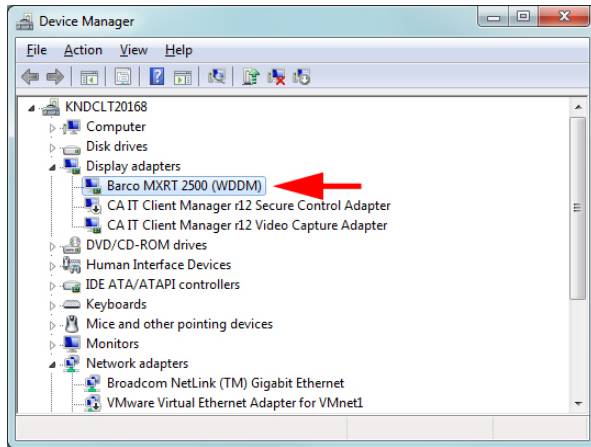 Device Manager
File Action View Help
KNDCLT20168
Computer
Disk drives
Display adapters
Barco MXRT 2500 (WDDM)
CA IT Client Manager r12 Secure Control Adapter
CA IT Client Manager r12 Video Capture Adapter
DVD/CD-ROM drives
Human Interface Devices
IDE ATA/ATAPI controllers
Keyboards
Mice and other pointing devices
Monitors
Network adapters
Broadcom NetLink (TM) Gigabit Ethernet
VMware Virtual Ethernet Adapter for VMnet1